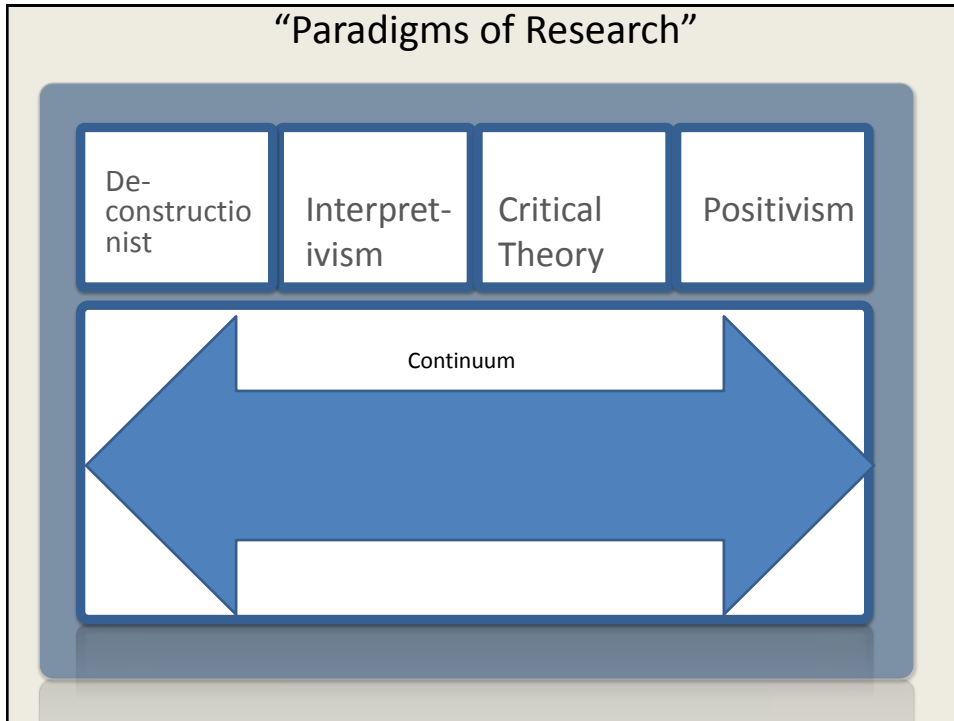 “Paradigms of Research”
De-
constructio
nist
Interpret-
ivism
Critical
Theory
Positivism
Continuum